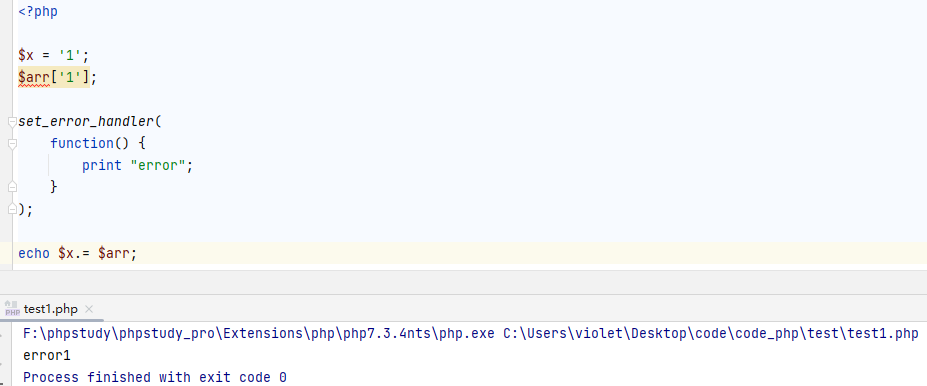 <?php
$x = '1';
$arr['1'];
set_error_handler(
function() {
print "error";
}
);
echo $x.= $arr;
test1.php
F:\phpstudy\phpstudy_pro\Extensions\php\php7.3.4nts\php.exe C:\Users\violet\Desktop\code\code_php\test\test1.php
error1
Process finished with exit code 0